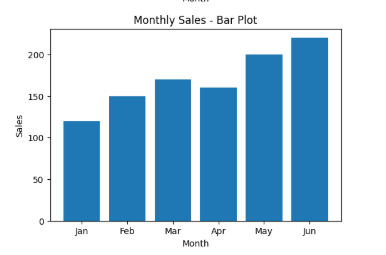 Month
Monthly Sales - Bar Plot
200
150
100
50
0
Sales
Jan Feb Mar Apr May Jun
Month